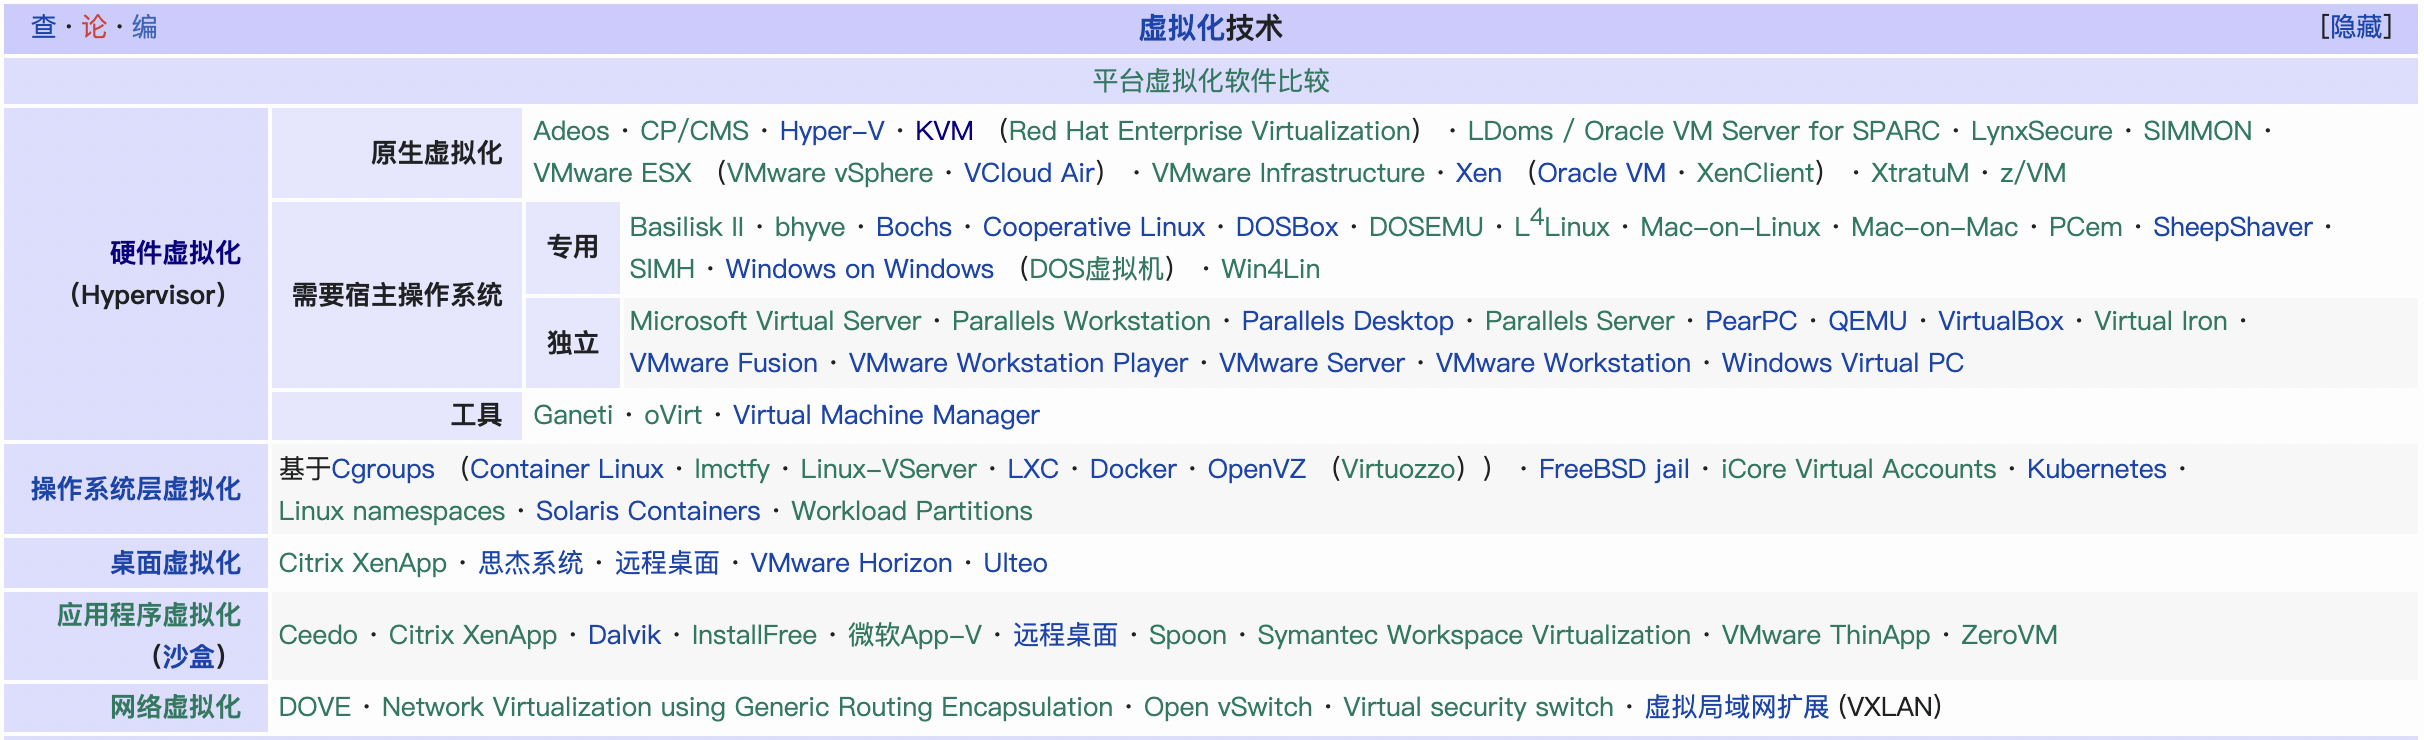 查 · 论 · 编 虚拟化技术 [隐藏]
平台虚拟化软件比较
硬件虚拟化
（Hypervisor）
原生虚拟化
Adeos · CP/CMS · Hyper-V · KVM （Red Hat Enterprise Virtualization） · LDoms / Oracle VM Server for SPARC · LynxSecure · SIMMON ·
VMware ESX （VMware vSphere · VCloud Air） · VMware Infrastructure · Xen （Oracle VM · XenClient） · XtratuM · z/VM
需要宿主操作系统
专用
Basilisk II · bhyve · Bochs · Cooperative Linux · DOSBox · DOSEMU · L⁴Linux · Mac-on-Linux · Mac-on-Mac · PCem · SheepShaver ·
SIMH · Windows on Windows （DOS虚拟机） · Win4Lin
独立
Microsoft Virtual Server · Parallels Workstation · Parallels Desktop · Parallels Server · PearPC · QEMU · VirtualBox · Virtual Iron ·
VMware Fusion · VMware Workstation Player · VMware Server · VMware Workstation · Windows Virtual PC
工具
Ganeti · oVirt · Virtual Machine Manager
操作系统层虚拟化
基于Cgroups （Container Linux · lmctfy · Linux-VServer · LXC · Docker · OpenVZ （Virtuozzo）） · FreeBSD jail · iCore Virtual Accounts · Kubernetes ·
Linux namespaces · Solaris Containers · Workload Partitions
桌面虚拟化
Citrix XenApp · 思杰系统 · 远程桌面 · VMware Horizon · Ulteo
应用程序虚拟化
（沙盒）
Ceedo · Citrix XenApp · Dalvik · InstallFree · 微软App-V · 远程桌面 · Spoon · Symantec Workspace Virtualization · VMware ThinApp · ZeroVM
网络虚拟化
DOVE · Network Virtualization using Generic Routing Encapsulation · Open vSwitch · Virtual security switch · 虚拟局域网扩展 (VXLAN)